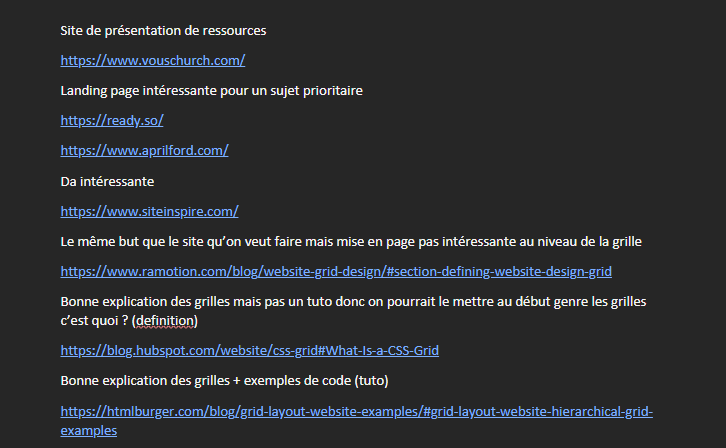 Site de présentation de ressources
https://www.vouschurch.com/
Landing page intéressante pour un sujet prioritaire
https://ready.so/
https://www.aprilford.com/
Da intéressante
https://www.siteinspire.com/
Le même but que le site qu'on veut faire mais mise en page pas intéressante au niveau de la grille
https://www.ramotion.com/blog/website-grid-design/#section-defining-website-design-grid
Bonne explication des grilles mais pas un tuto donc on pourrait le mettre au début genre les grilles
c'est quoi ? (definition)
https://blog.hubspot.com/website/css-grid#What-Is-a-CSS-Grid
Bonne explication des grilles + exemples de code (tuto)
https://htmlburger.com/blog/grid-layout-website-examples/#grid-layout-website-hierarchical-grid-
examples